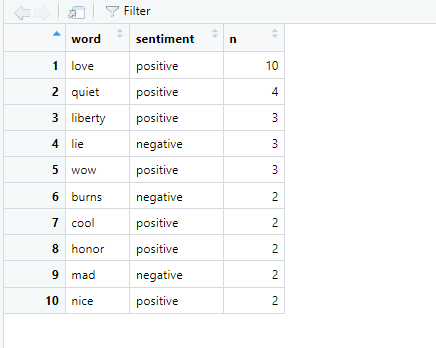 Filter
word sentiment n
1 love positive 10
2 quiet positive 4
3 liberty positive 3
4 lie negative 3
5 wow positive 3
6 burns negative 2
7 cool positive 2
8 honor positive 2
9 mad negative 2
10 nice positive 2